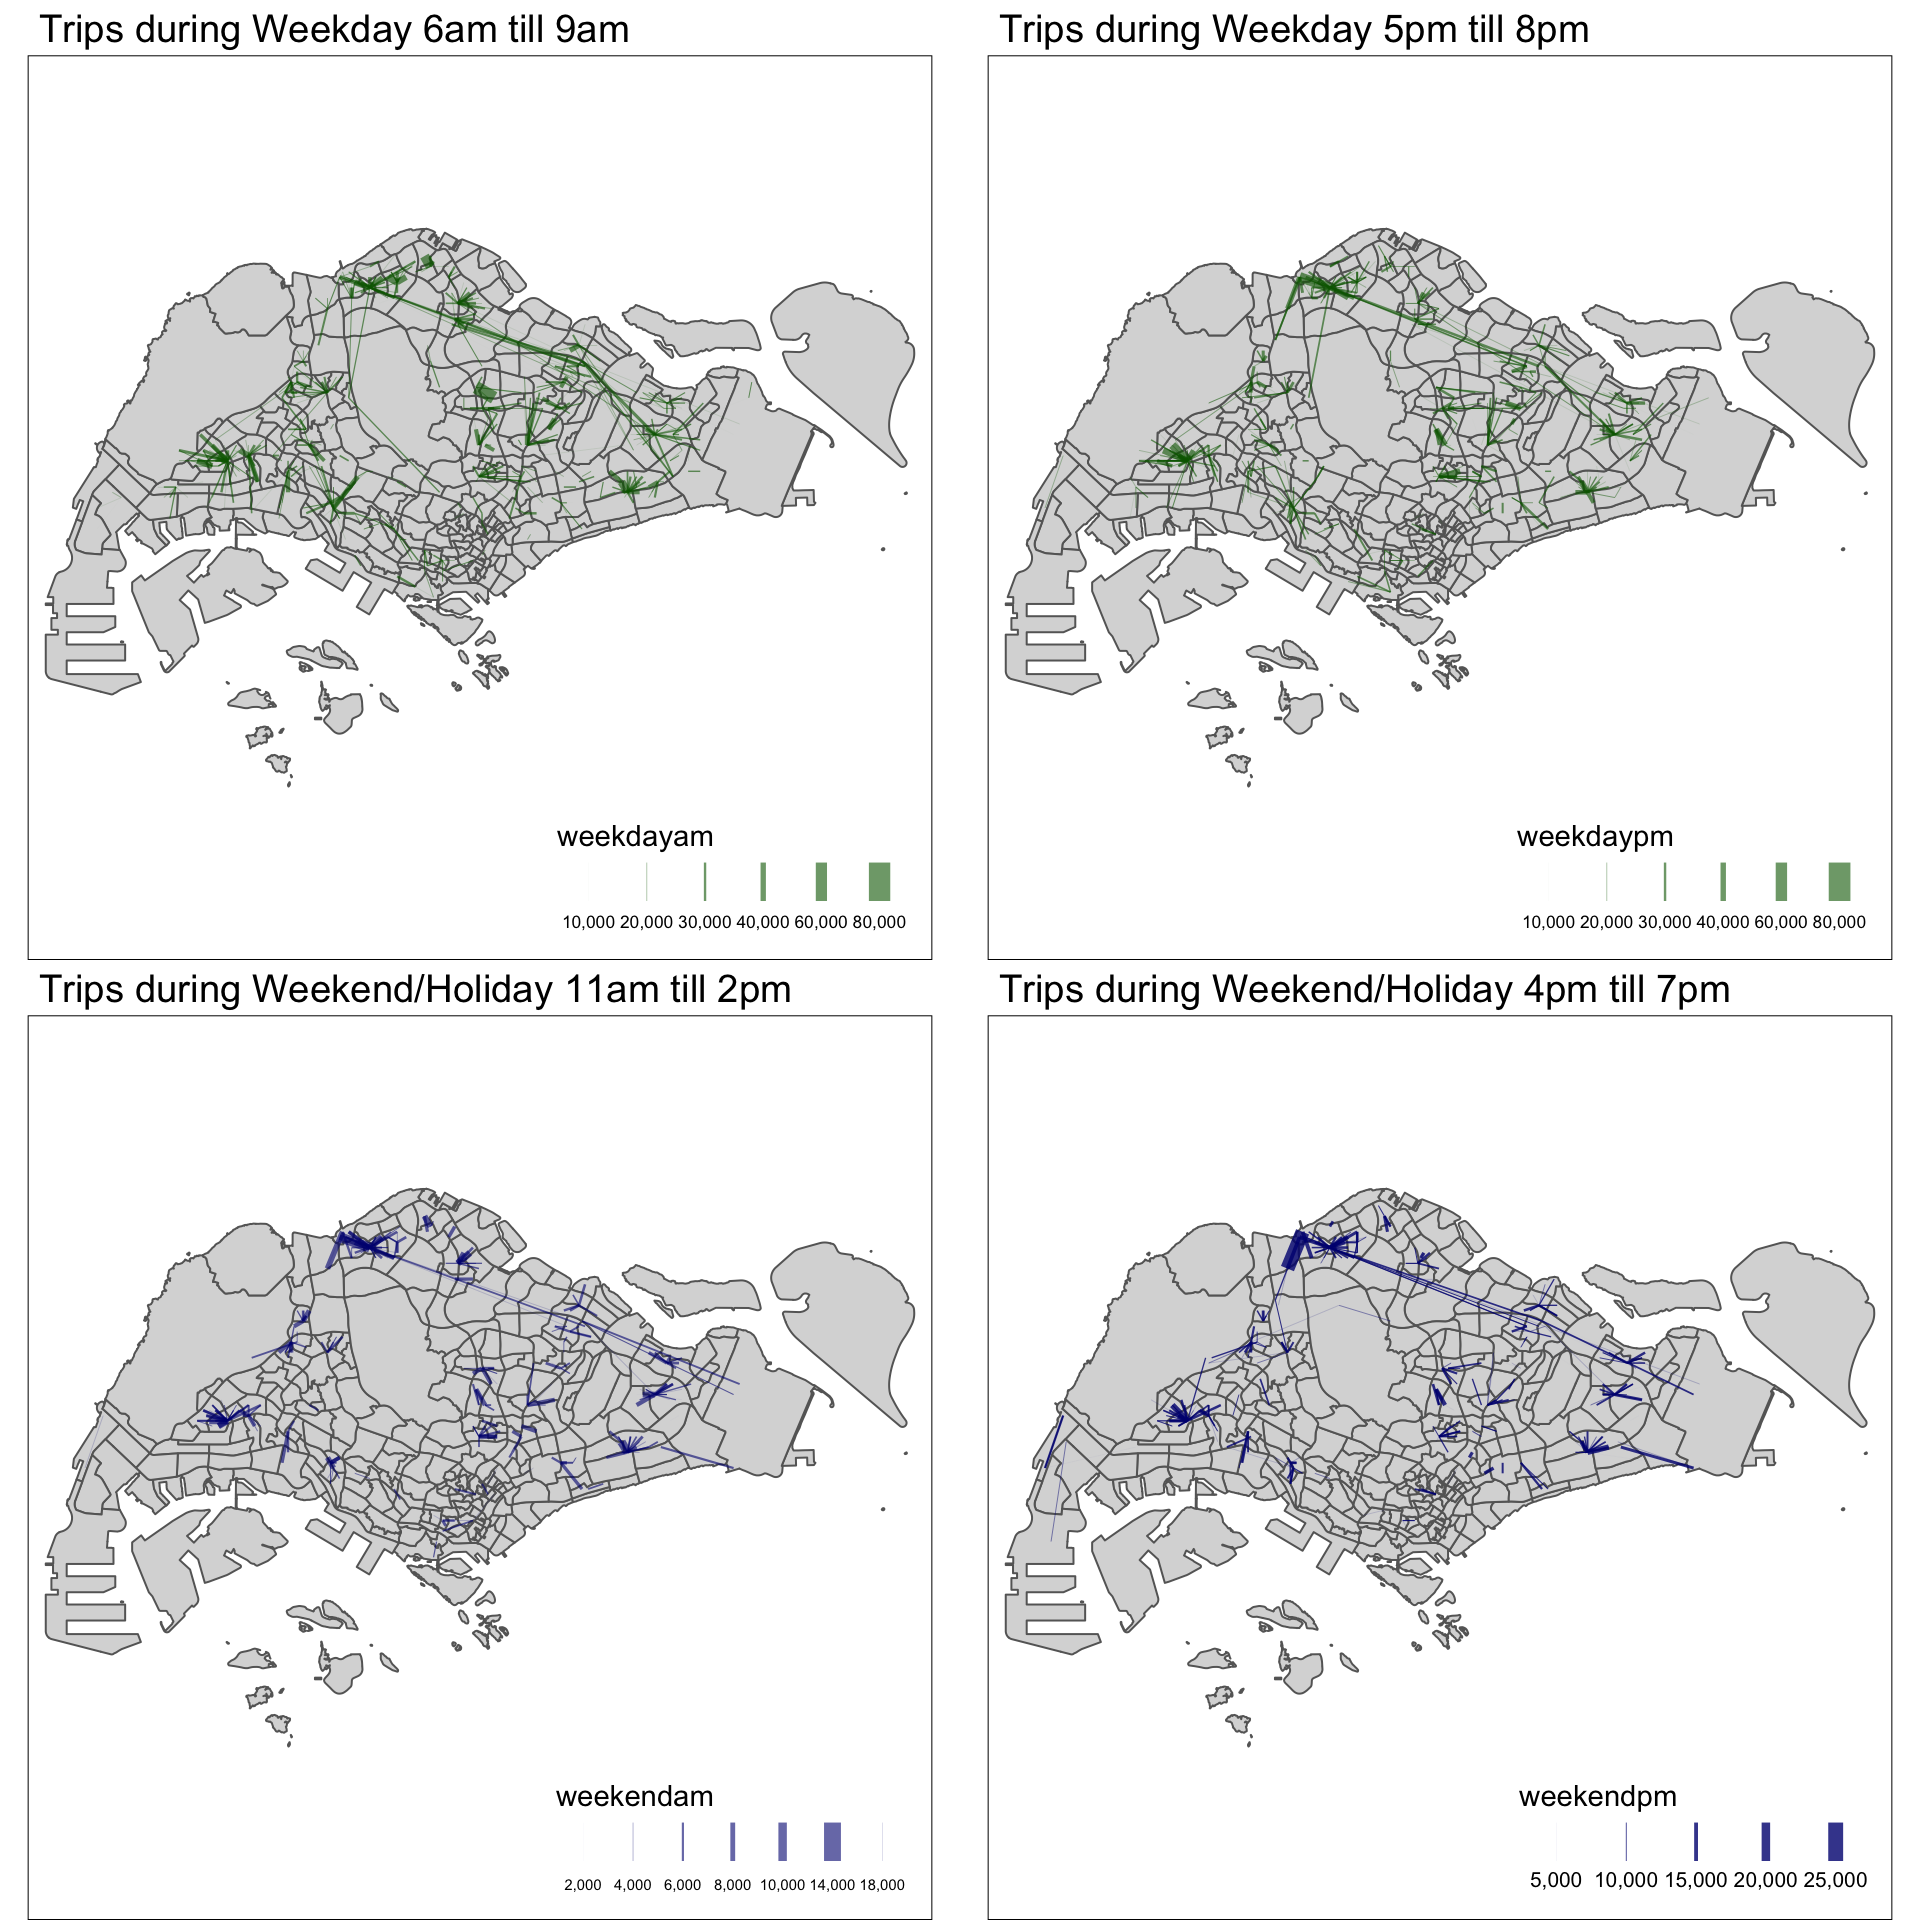 Trips during Weekday 6am till 9am
weekdayam
10,000 20,000 30,000 40,000 60,000 80,000
Trips during Weekday 5pm till 8pm
weekdaypm
10,000 20,000 30,000 40,000 60,000 80,000
Trips during Weekend/Holiday 11am till 2pm
weekendam
2,000 4,000 6,000 8,000 10,000 14,000 18,000
Trips during Weekend/Holiday 4pm till 7pm
weekendpm
5,000 10,000 15,000 20,000 25,000